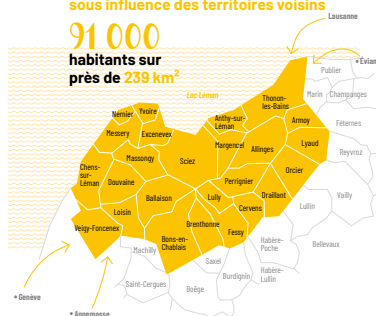 sous influence des territoires voisins
91 000
habitants sur
près de 239 km²
Lausanne
• Evian
Publier
Lac Léman
Thonon-
les-Bains
Marin
Champanges
Nernier
Yvoire
Anthy-sur-
Léman
Armoy
Féternes
Messery
Excenevex
Margencel
Allinges
Lyaud
Reyvroz
Massongy
Sciez
Chens-
sur-
Léman
Douvaine
Perrignier
Orcier
Ballaison
Lully
Draillant
Vailly
Loisin
Cervens
Lullin
Veigy-Foncenex
Brenthonne
Fessy
Bons-en-
Chablais
Machilly
Habère-
Poche
Bellevaux
Saxel
Saint-Cergues
Burdignin
Habère-
Lullin
Boëge
• Genève
• Annemasse